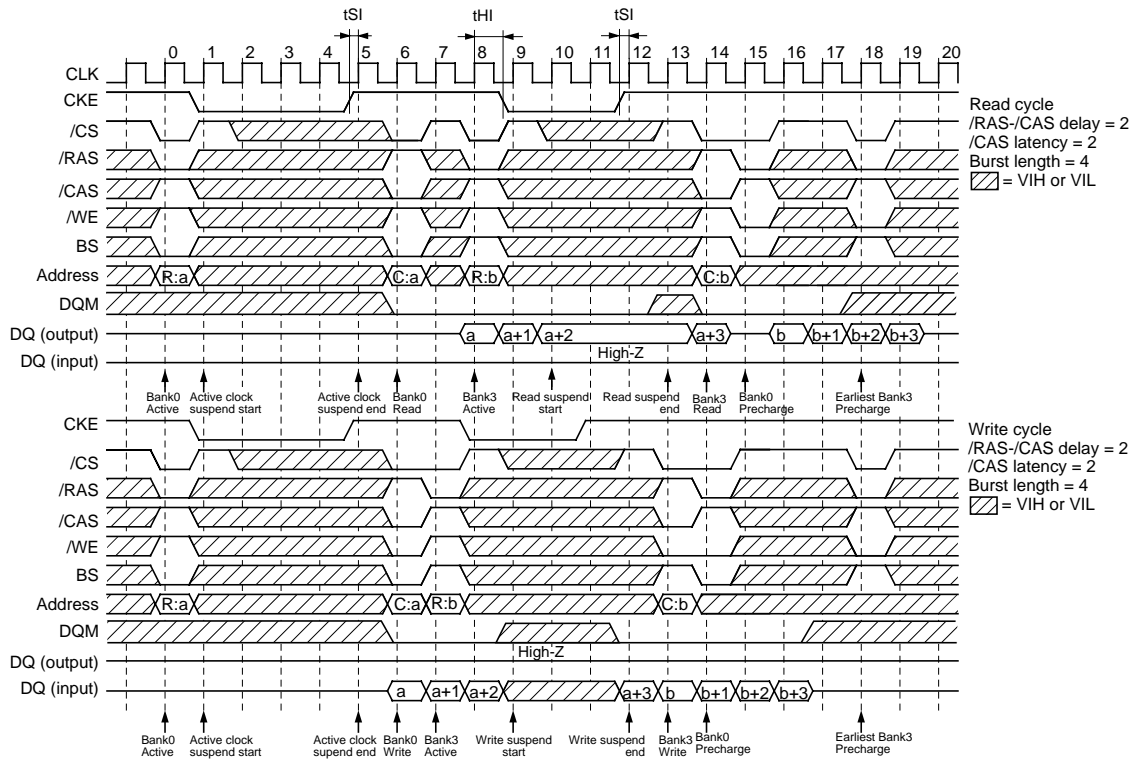 tSI tHI tSI
0 1 2 3 4 5 6 7 8 9 10 11 12 13 14 15 16 17 18 19 20
CLK
CKE
/CS
/RAS
/CAS
/WE
BS
Address R:a C:a R:b C:b
DQM
DQ (output) a a+1 a+2 a+3 b b+1 b+2 b+3
High-Z
DQ (input)
Read cycle
/RAS-/CAS delay = 2
/CAS latency = 2
Burst length = 4
= VIH or VIL
Bank0 Active
Active clock suspend start
Active clock suspend end
Bank0 Read
Bank3 Active
Read suspend start
Read suspend end
Bank3 Read
Bank0 Precharge
Earliest Bank3 Precharge
CKE
/CS
/RAS
/CAS
/WE
BS
Address R:a C:a R:b C:b
DQM
High-Z
DQ (output)
DQ (input) a a+1 a+2 a+3 b b+1 b+2 b+3
Write cycle
/RAS-/CAS delay = 2
/CAS latency = 2
Burst length = 4
= VIH or VIL
Bank0 Active
Active clock suspend start
Active clock supend end
Bank0 Write
Bank3 Active
Write suspend start
Write suspend end
Bank3 Write
Bank0 Precharge
Earliest Bank3 Precharge